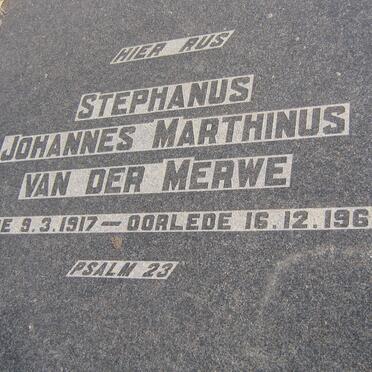 HIER RUS
STEPHANUS
JOHANNES MARTHINUS
VAN DER MERWE
9.3.1917 — OORLEDE 16.12.196
PSALM 23